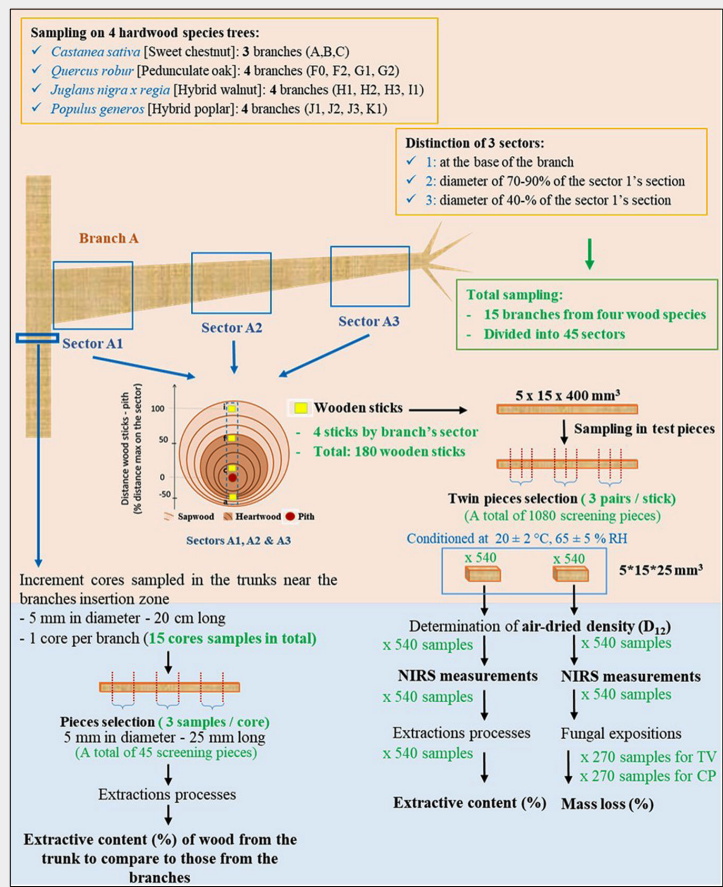 Sampling on 4 hardwood species trees:
✓ Castanea sativa [Sweet chestnut]: 3 branches (A,B,C)
✓ Quercus robur [Pedunculate oak]: 4 branches (F0, F2, G1, G2)
✓ Juglans nigra x regia [Hybrid walnut]: 4 branches (H1, H2, H3, I1)
✓ Populus generos [Hybrid poplar]: 4 branches (J1, J2, J3, K1)
Distinction of 3 sectors:
✓ 1: at the base of the branch
✓ 2: diameter of 70-90% of the sector 1's section
✓ 3: diameter of 40-% of the sector 1's section
Branch A
Sector A1
Sector A2
Sector A3
Total sampling:
- 15 branches from four wood species
- Divided into 45 sectors
Distance wood sticks - pith
(% distance max on the sector)
100
50
0
-50
Sapwood Heartwood Pith
Sectors A1, A2 & A3
Wooden sticks
- 4 sticks by branch's sector
- Total: 180 wooden sticks
5 x 15 x 400 mm³
Sampling in test pieces
Twin pieces selection ( 3 pairs / stick)
(A total of 1080 screening pieces)
Conditioned at 20 ± 2 °C, 65 ± 5 % RH
x 540
x 540
5*15*25mm³
Determination of air-dried density (D12)
x 540 samples
x 540 samples
NIRS measurements
NIRS measurements
x 540 samples
x 540 samples
Extractions processes
Fungal expositions
x 540 samples
x 270 samples for TV
x 270 samples for CP
Extractive content (%)
Mass loss (%)
Increment cores sampled in the trunks near the
branches insertion zone
- 5 mm in diameter - 20 cm long
- 1 core per branch (15 cores samples in total)
Pieces selection ( 3 samples / core)
5 mm in diameter - 25 mm long
(A total of 45 screening pieces)
Extractions processes
Extractive content (%) of wood from the
trunk to compare to those from the
branches